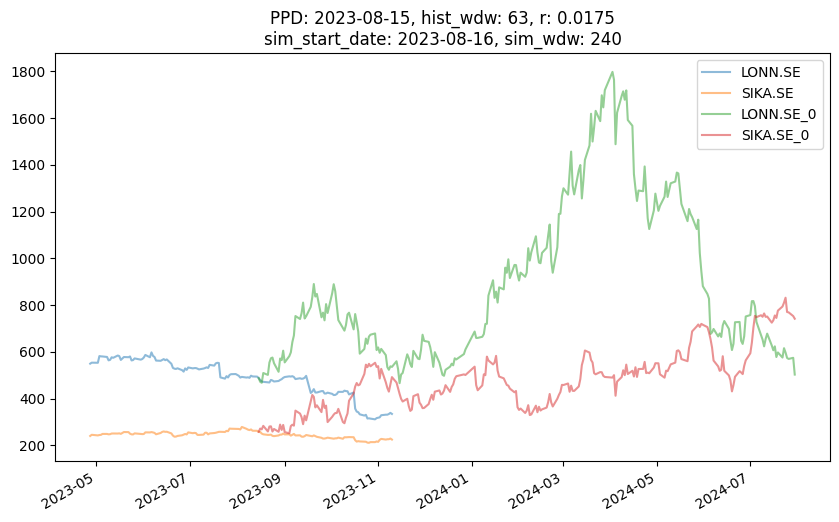 PPD: 2023-08-15, hist_wdw: 63, r: 0.0175
sim_start_date: 2023-08-16, sim_wdw: 240
LONN.SE
SIKA.SE
LONN.SE_0
SIKA.SE_0
1800
1600
1400
1200
1000
800
600
400
200
2023-05
2023-07
2023-09
2023-11
2024-01
2024-03
2024-05
2024-07